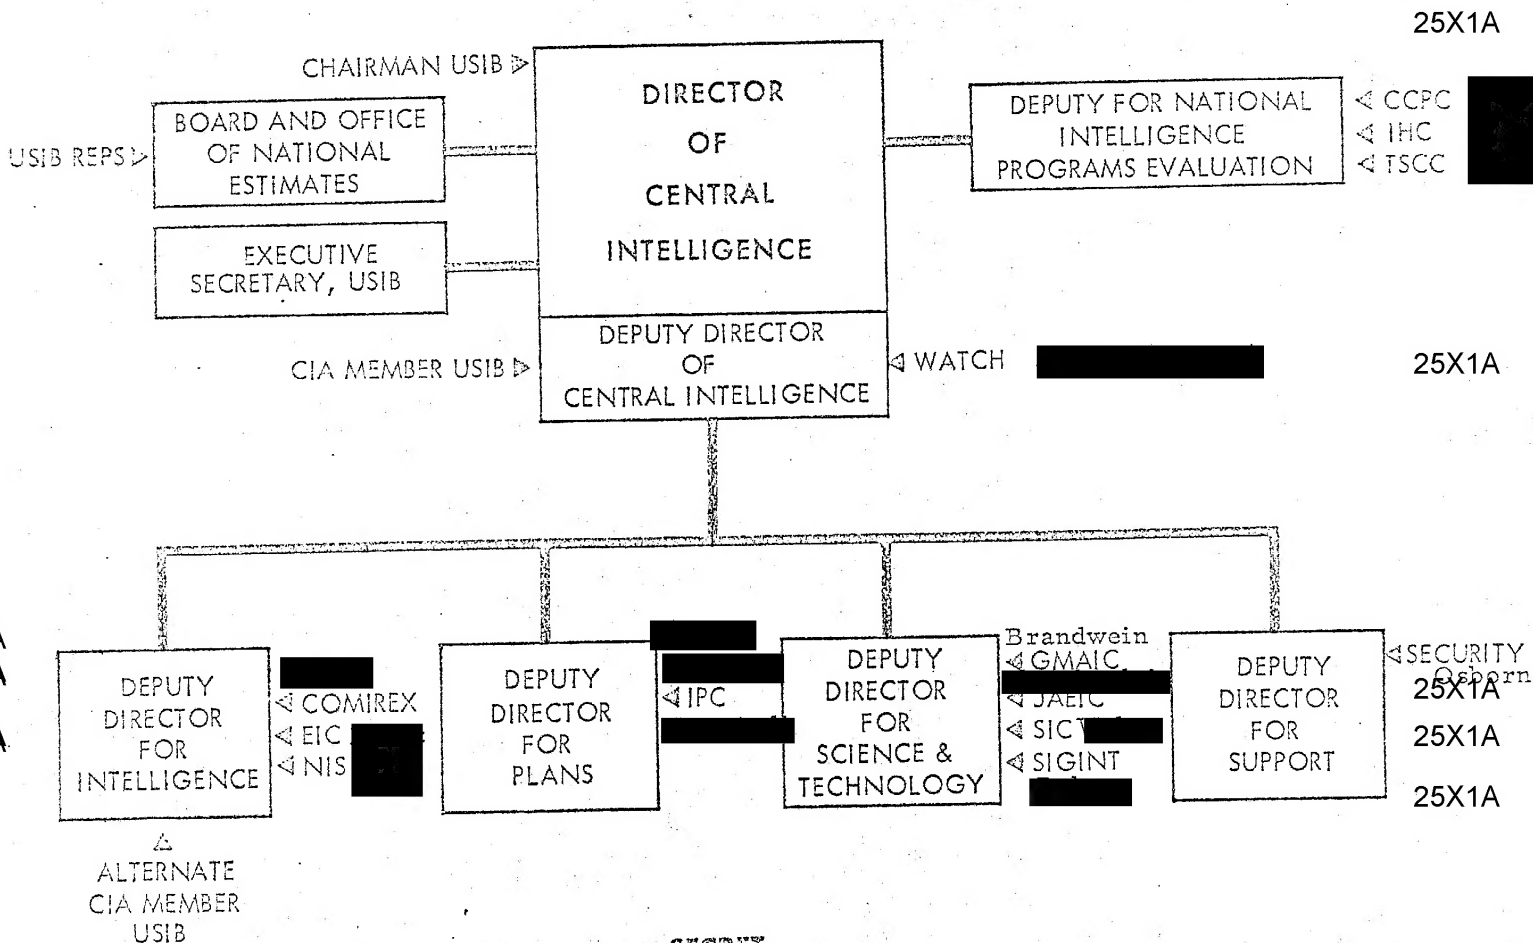 25X1A
CHAIRMAN USIB
DIRECTOR
OF
CENTRAL
INTELLIGENCE
BOARD AND OFFICE
OF NATIONAL
ESTIMATES
USIB REPS
EXECUTIVE
SECRETARY, USIB
DEPUTY FOR NATIONAL
INTELLIGENCE
PROGRAMS EVALUATION
CCPC
IHC
TSCC
CIA MEMBER USIB
DEPUTY DIRECTOR
OF
CENTRAL INTELLIGENCE
WATCH
25X1A
DEPUTY
DIRECTOR
FOR
INTELLIGENCE
COMIREX
EIC
NIS
ALTERNATE
CIA MEMBER
USIB
DEPUTY
DIRECTOR
FOR
PLANS
IPC
DEPUTY
DIRECTOR
FOR
SCIENCE &
TECHNOLOGY
Brandwein
GMAIC
JAEIC
SIC
SIGINT
DEPUTY
DIRECTOR
FOR
SUPPORT
SECURITY
Osborn
25X1A
25X1A
25X1A